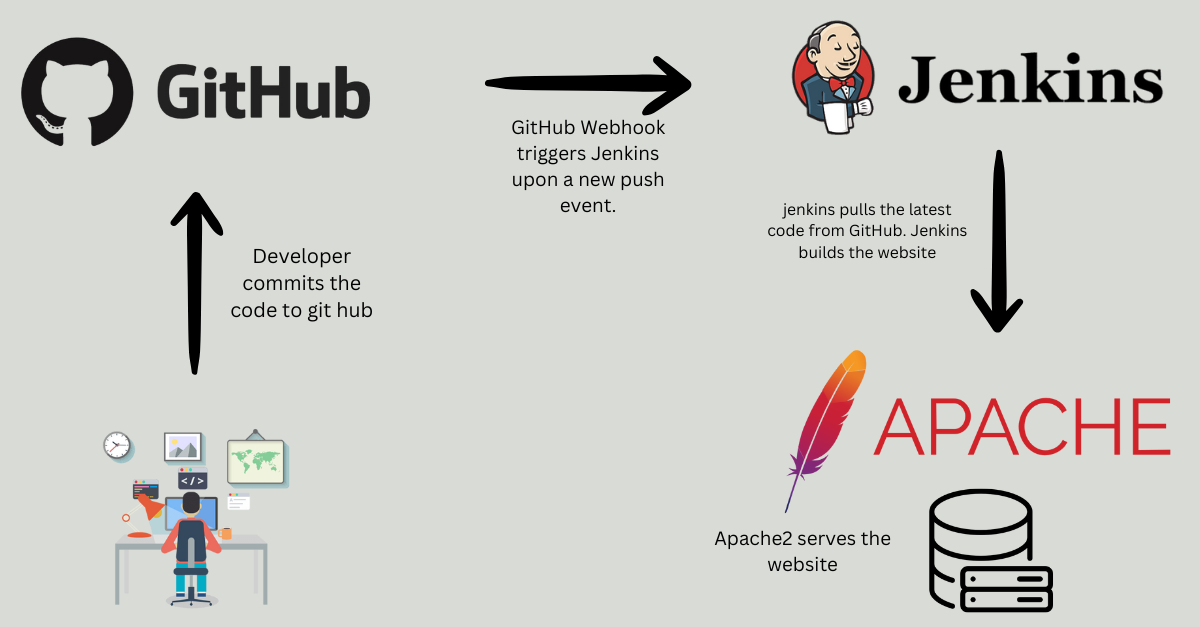 GitHub
Jenkins
GitHub Webhook
triggers Jenkins
upon a new push
event.
jenkins pulls the latest
code from GitHub. Jenkins
builds the website
Developer
commits the
code to git hub
APACHE
</>
Apache2 serves the
website